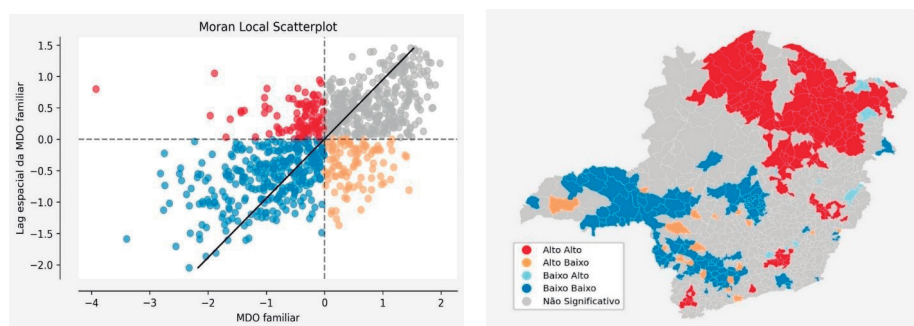 Moran Local Scatterplot
1.5
1.0
0.5
0.0
−0.5
−1.0
−1.5
−2.0
Lag espacial da MDO familiar
−4 −3 −2 −1 0 1 2
MDO familiar
Alto Alto
Alto Baixo
Baixo Alto
Baixo Baixo
Não Significativo